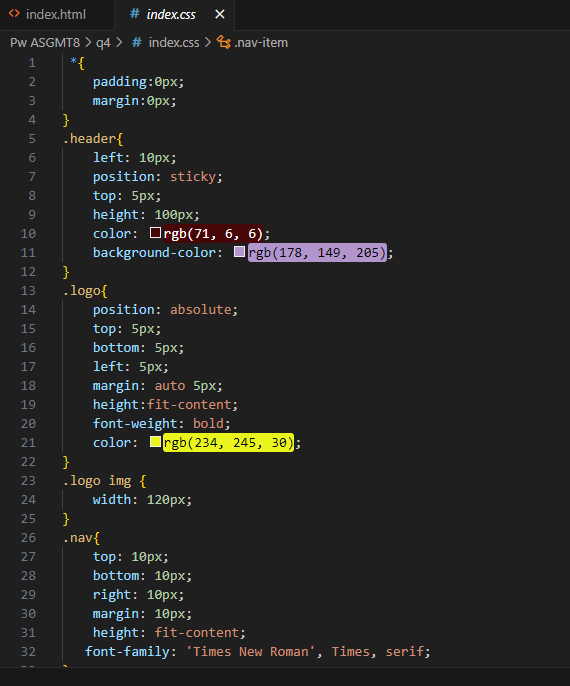 index.html index.css
Pw ASGMT8 > q4 > # index.css > .nav-item
1 *{
2 padding:0px;
3 margin:0px;
4 }
5 .header{
6 left: 10px;
7 position: sticky;
8 top: 5px;
9 height: 100px;
10 color: rgb(71, 6, 6);
11 background-color: rgb(178, 149, 205);
12 }
13 .logo{
14 position: absolute;
15 top: 5px;
16 bottom: 5px;
17 left: 5px;
18 margin: auto 5px;
19 height:fit-content;
20 font-weight: bold;
21 color: rgb(234, 245, 30);
22 }
23 .logo img {
24 width: 120px;
25 }
26 .nav{
27 top: 10px;
28 bottom: 10px;
29 right: 10px;
30 margin: 10px;
31 height: fit-content;
32 font-family: 'Times New Roman', Times, serif;